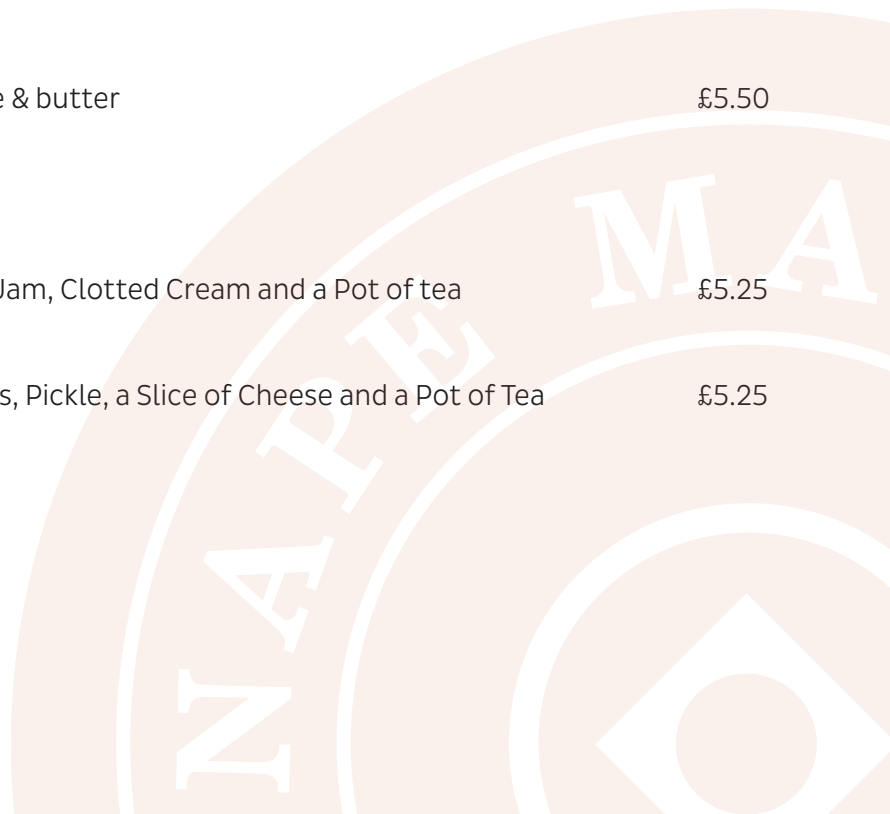 & butter £5.50
Jam, Clotted Cream and a Pot of tea £5.25
Pickle, a Slice of Cheese and a Pot of Tea £5.25
NAPE MA